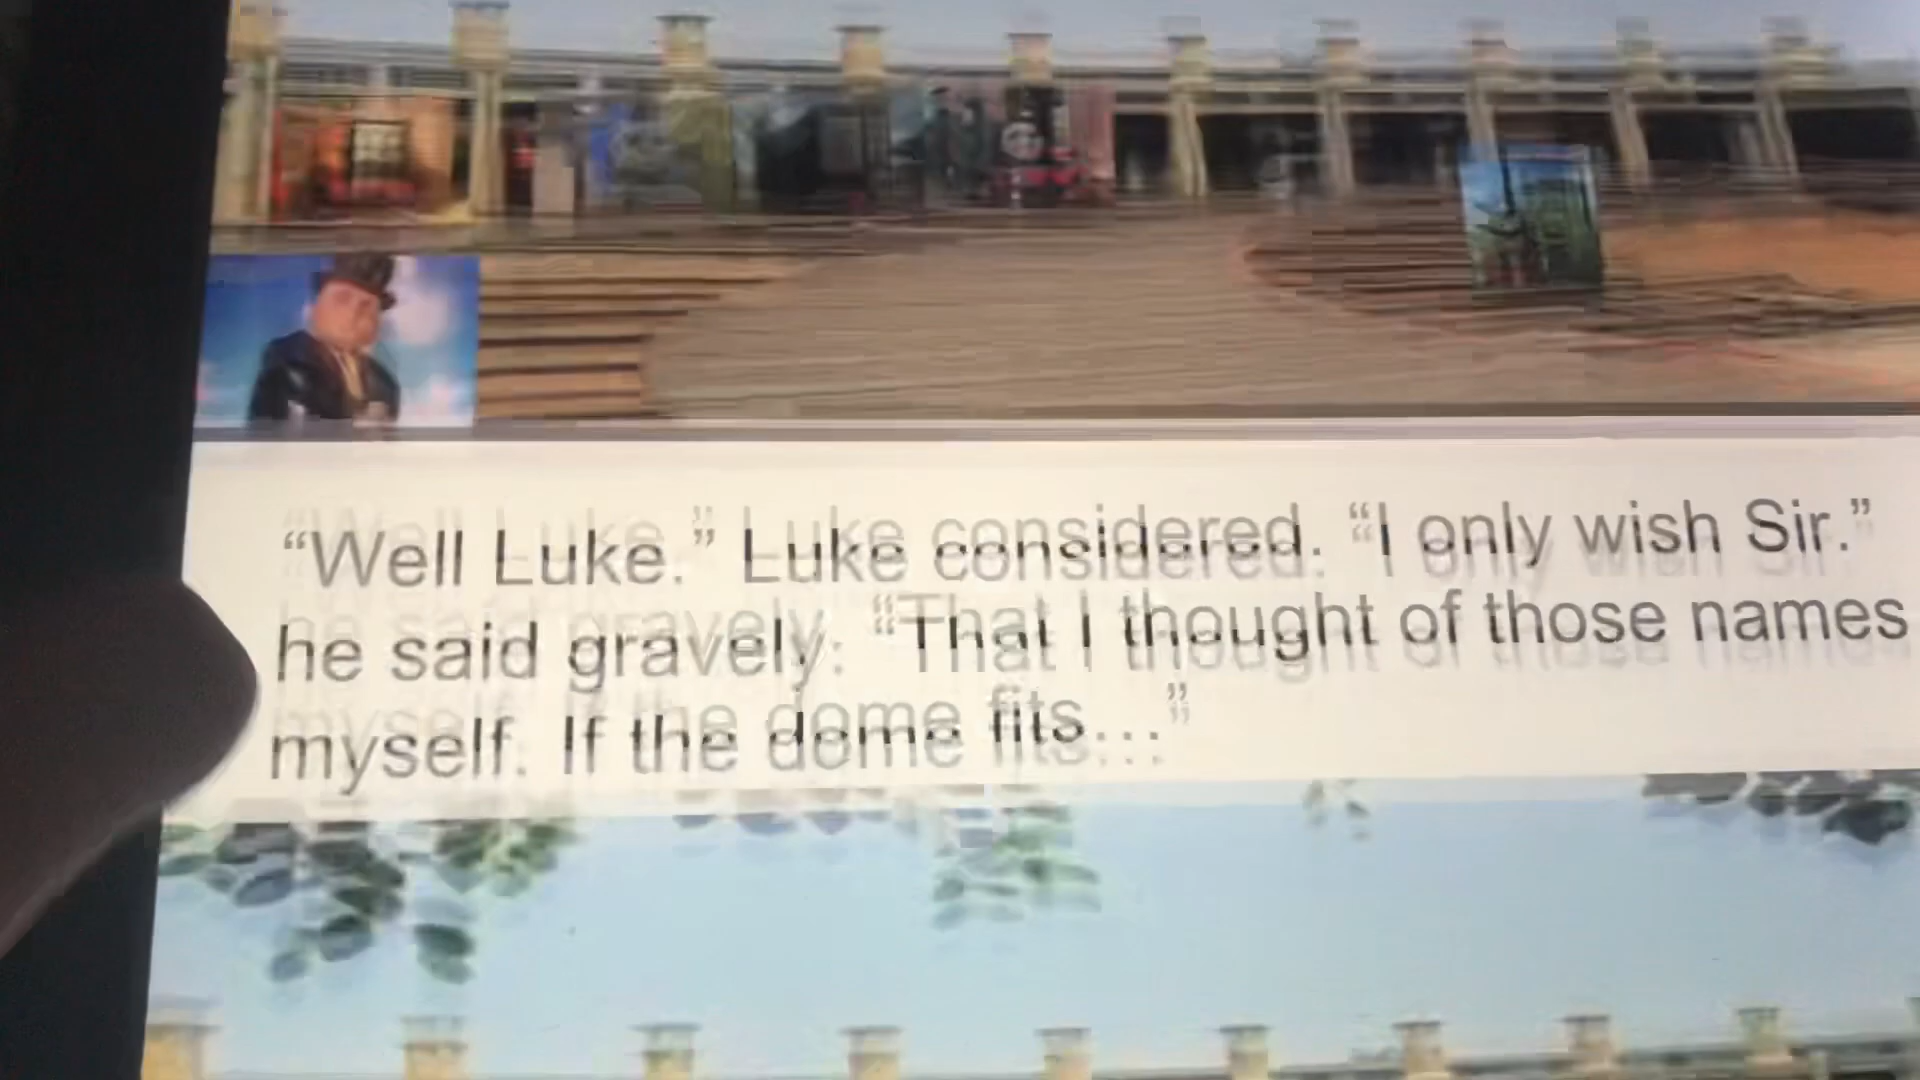 “Well Luke.” Luke considered. “I only wish Sir.”
he said gravely. “That I thought of those names
myself. If the dome fits...”